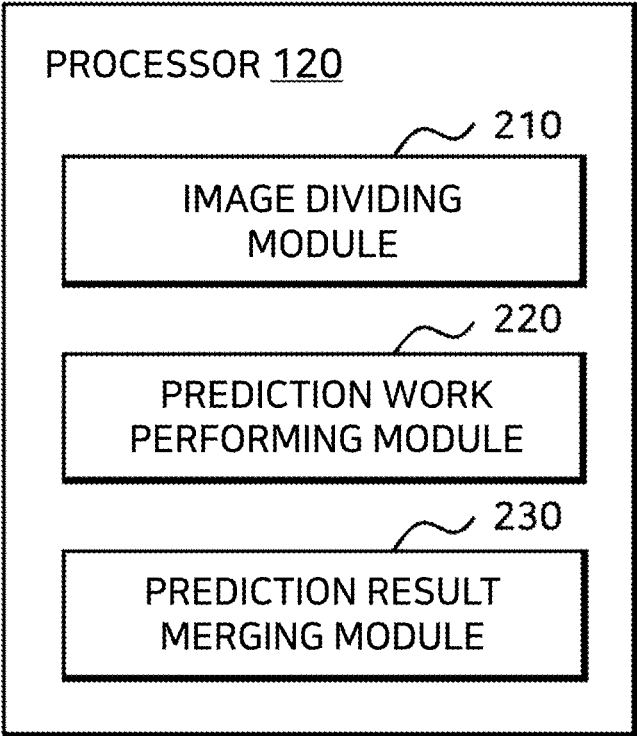 PROCESSOR 120
210
IMAGE DIVIDING
MODULE
220
PREDICTION WORK
PERFORMING MODULE
230
PREDICTION RESULT
MERGING MODULE